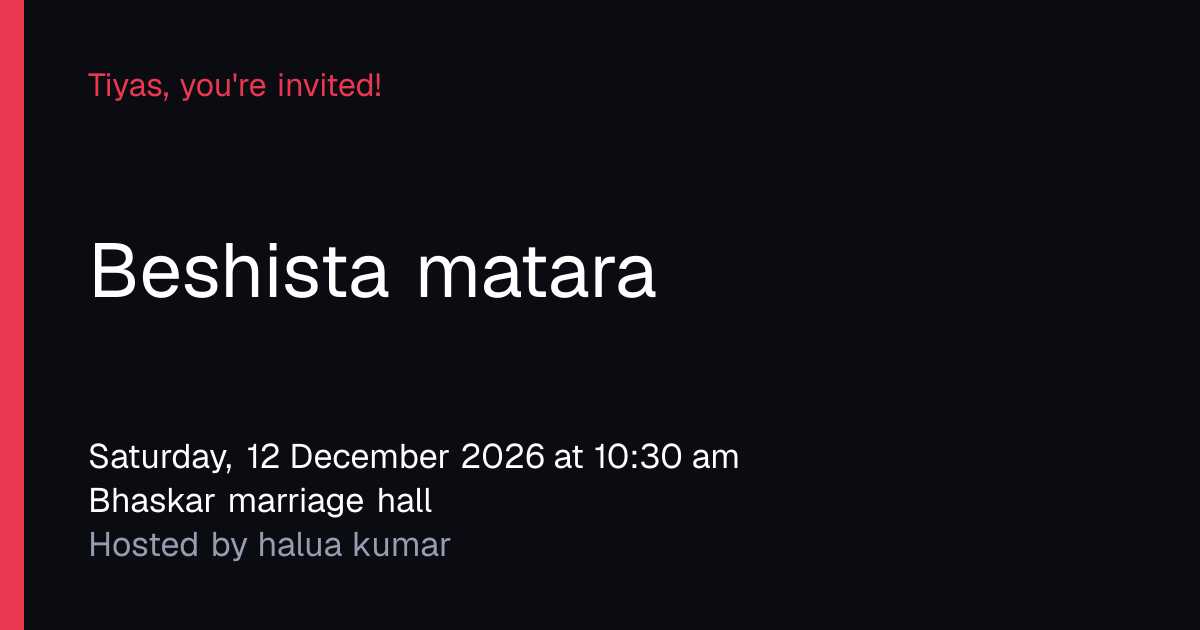 Tiyas, you're invited!
Beshista matara
Saturday, 12 December 2026 at 10:30 am
Bhaskar marriage hall
Hosted by halua kumar